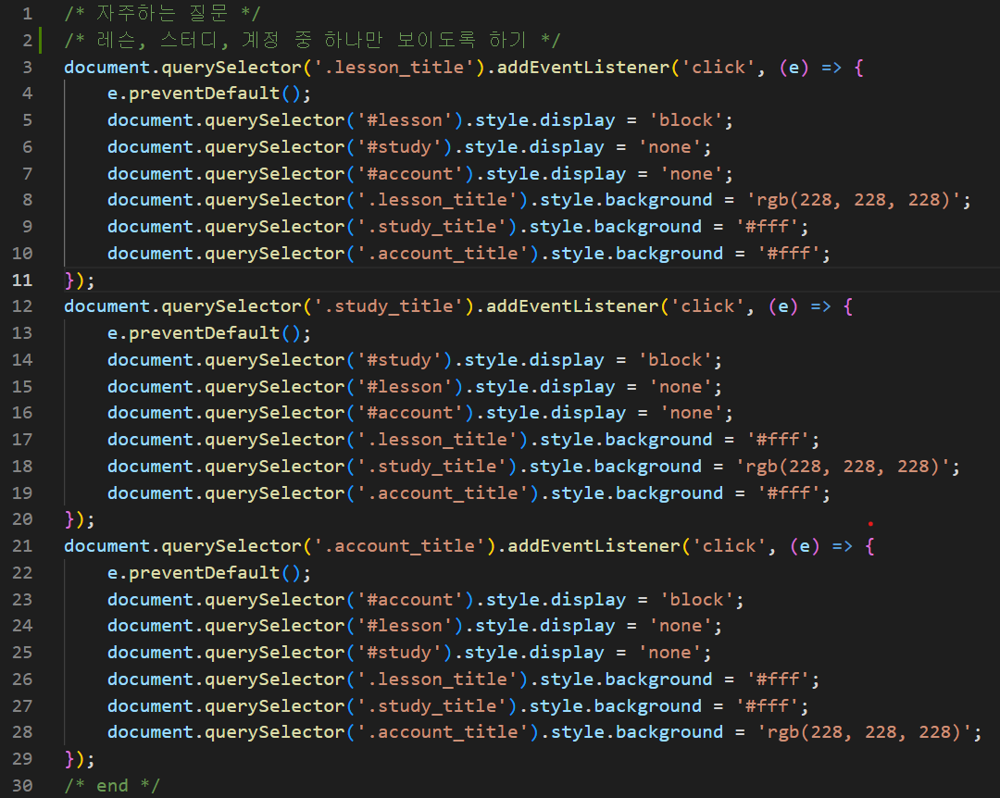 1 /* 자주하는 질문 */
2 /* 레슨, 스터디, 계정 중 하나만 보이도록 하기 */
3 document.querySelector('.lesson_title').addEventListener('click', (e) => {
4 e.preventDefault();
5 document.querySelector('#lesson').style.display = 'block';
6 document.querySelector('#study').style.display = 'none';
7 document.querySelector('#account').style.display = 'none';
8 document.querySelector('.lesson_title').style.background = 'rgb(228, 228, 228)';
9 document.querySelector('.study_title').style.background = '#fff';
10 document.querySelector('.account_title').style.background = '#fff';
11 });
12 document.querySelector('.study_title').addEventListener('click', (e) => {
13 e.preventDefault();
14 document.querySelector('#study').style.display = 'block';
15 document.querySelector('#lesson').style.display = 'none';
16 document.querySelector('#account').style.display = 'none';
17 document.querySelector('.lesson_title').style.background = '#fff';
18 document.querySelector('.study_title').style.background = 'rgb(228, 228, 228)';
19 document.querySelector('.account_title').style.background = '#fff';
20 });
21 document.querySelector('.account_title').addEventListener('click', (e) => {
22 e.preventDefault();
23 document.querySelector('#account').style.display = 'block';
24 document.querySelector('#lesson').style.display = 'none';
25 document.querySelector('#study').style.display = 'none';
26 document.querySelector('.lesson_title').style.background = '#fff';
27 document.querySelector('.study_title').style.background = '#fff';
28 document.querySelector('.account_title').style.background = 'rgb(228, 228, 228)';
29 });
30 /* end */